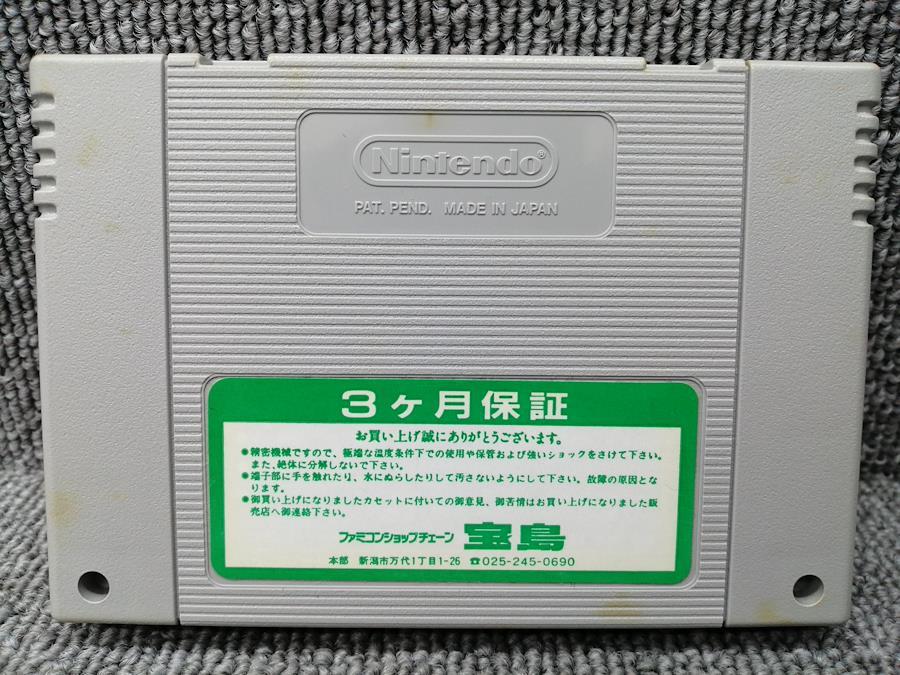 Nintendo®
PAT. PEND. MADE IN JAPAN
3ヶ月保証
お買い上げ誠にありがとうございます。
●精密機械ですので、極端な温度条件下での使用や保管および強いショックをさけて下さい。
また、絶体に分解しないで下さい。
●端子部に手を触れたり、水にぬらしたりして汚さないようにして下さい。故障の原因とな
ります。
●御買い上げになりましたカセットに付いての御意見、御苦情はお買い上げになりました販
売店へ御連絡下さい。
ファミコンショップチェーン 宝島
本部 新潟市万代1丁目1-26 ☎025-245-0690